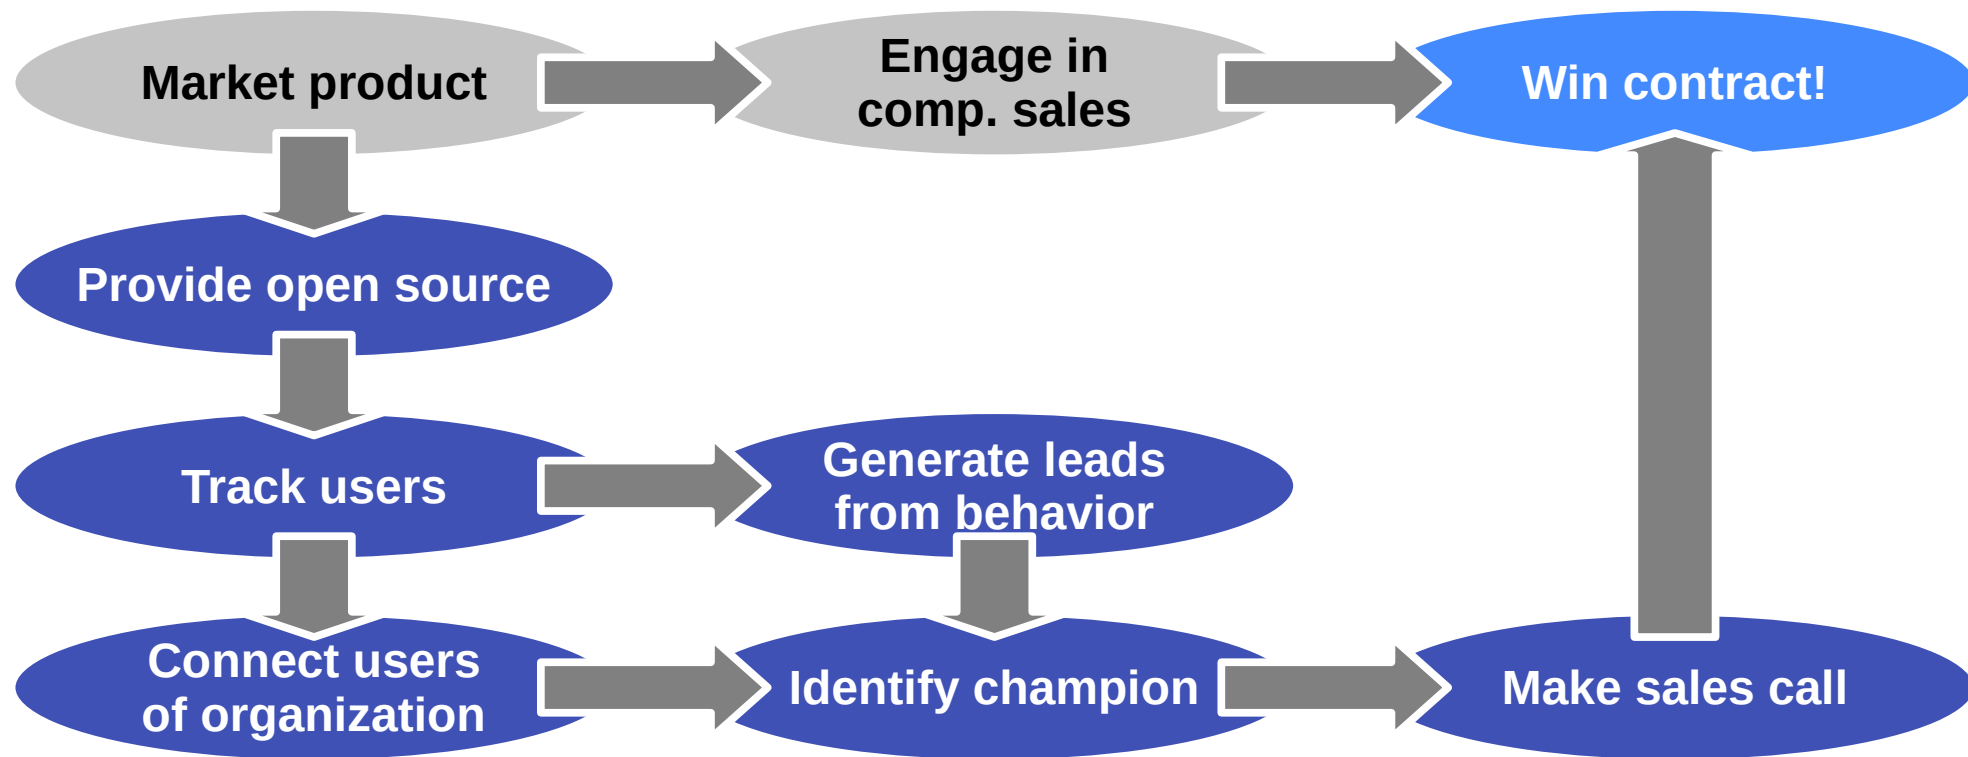 Market product
Engage in
comp. sales
Win contract!
Provide open source
Track users
Generate leads
from behavior
Connect users
of organization
Identify champion
Make sales call